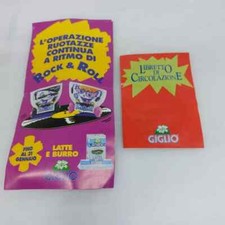 L'OPERAZIONE
RUOTAZZE
CONTINUA
A RITMO DI
ROCK & ROLL
FINO
AL 31
GENNAIO
LATTE
E BURRO
LIBRETTO
DI
CIRCOLAZIONE
GIGLIO